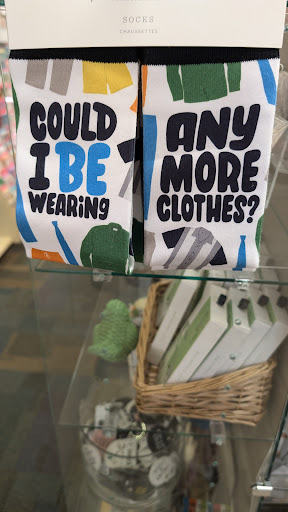 SOCKS
CHAUSSETTES
COULD
I BE
WEARING
ANY
MORE
CLOTHES?